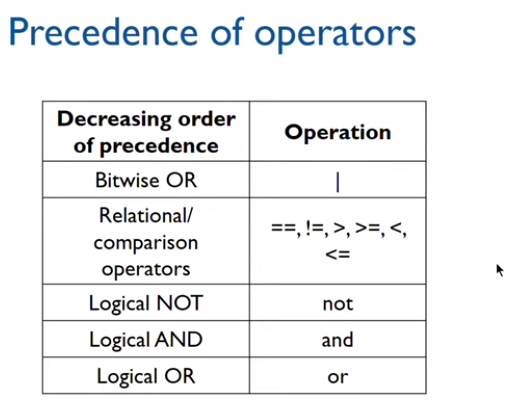 Precedence of operators
Decreasing order
of precedence
Operation
Bitwise OR
|
Relational/
comparison
operators
==, !=, >, >=, <,
<=
Logical NOT
not
Logical AND
and
Logical OR
or